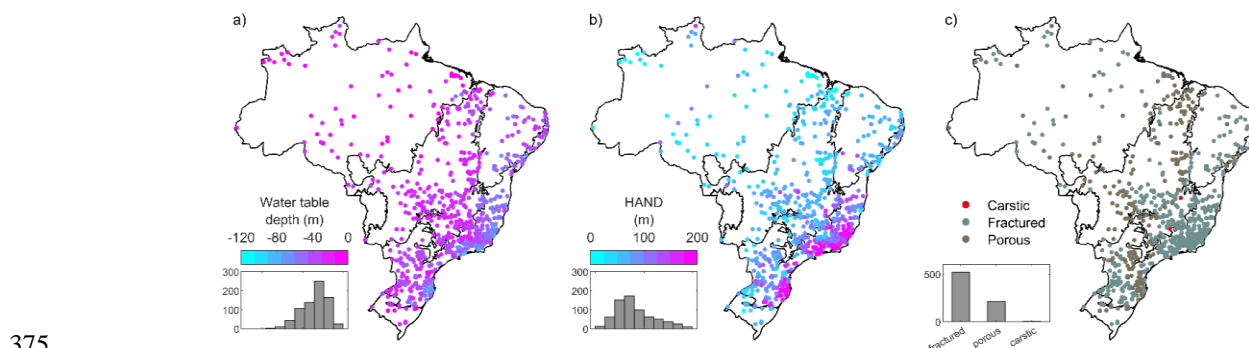 a)
Water table
depth (m)
-120 -80 -40 0
300
200
100
0
b)
HAND
(m)
0 100 200
300
200
100
0
c)
Carstic
Fractured
Porous
500
0
fractured
porous
carstic
375